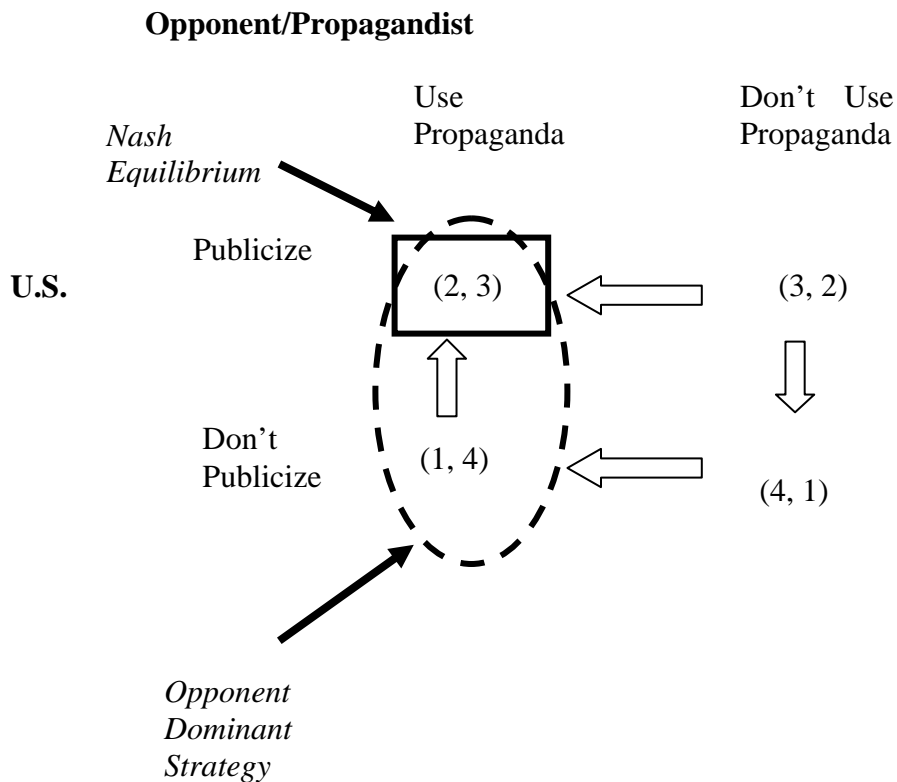 Opponent/Propagandist
Use
Propaganda
Don’t Use
Propaganda
Nash
Equilibrium
Publicize
U.S.
(2, 3)
(3, 2)
Don’t
Publicize
(1, 4)
(4, 1)
Opponent
Dominant
Strategy